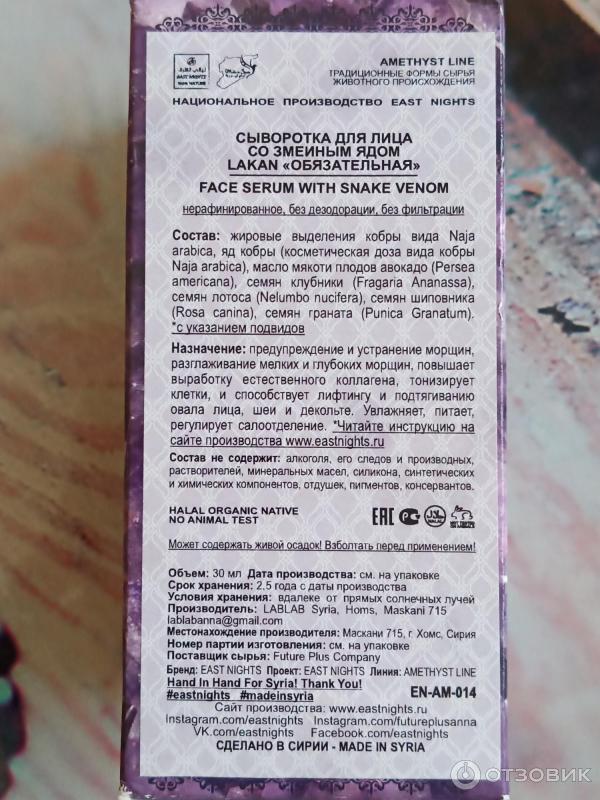 AMETHYST LINE
ТРАДИЦИОННЫЕ ФОРМЫ СЫРЬЯ
ЖИВОТНОГО ПРОИСХОЖДЕНИЯ
EAST NIGHTS
НАЦИОНАЛЬНОЕ ПРОИЗВОДСТВО EAST NIGHTS
СЫВОРОТКА ДЛЯ ЛИЦА
СО ЗМЕИНЫМ ЯДОМ
LAKAN «ОБЯЗАТЕЛЬНАЯ»
FACE SERUM WITH SNAKE VENOM
нерафинированное, без дезодорации, без фильтрации
Состав: жировые выделения кобры вида Naja
arabica, яд кобры (косметическая доза вида кобры
Naja arabica), масло мякоти плодов авокадо (Persea
americana), семян клубники (Fragaria Ananassa),
семян лотоса (Nelumbo nucifera), семян шиповника
(Rosa canina), семян граната (Punica Granatum).
*с указанием подвидов
Назначение: предупреждение и устранение морщин,
разглаживание мелких и глубоких морщин, повышает
выработку естественного коллагена, тонизирует
клетки, и способствует лифтингу и подтягиванию
овала лица, шеи и декольте. Увлажняет, питает,
регулирует салоотделение. *Читайте инструкцию на
сайте производства www.eastnights.ru
Состав не содержит: алкоголя, его следов и производных,
растворителей, минеральных масел, силикона, синтетических
и химических компонентов, отдушек, пигментов, консервантов.
HALAL ORGANIC NATIVE
NO ANIMAL TEST
EAC
Может содержать живой осадок! Взболтать перед применением!
Объем: 30 мл Дата производства: см. на упаковке
Срок хранения: 2,5 года с даты производства
Условия хранения: вдалеке от прямых солнечных лучей
Производитель: LABLAB Syria, Homs, Maskani 715
lablabanna@gmail.com
Местонахождение производства: Маскани 715, г. Хомс, Сирия
Номер партии изготовления: см. на упаковке
Поставщик сырья: Future Plus Company
Бренд: EAST NIGHTS Проект: EAST NIGHTS Линия: AMETHYST LINE
Hand In Hand For Syria! Thank You!
#eastnights #madeinsyria EN-AM-014
Сайт производства: www.eastnights.ru
Instagram.com/eastnights Instagram.com/futureplusanna
VK.com/eastnights Facebook.com/eastnights
СДЕЛАНО В СИРИИ - MADE IN SYRIA
ОТЗОВИК